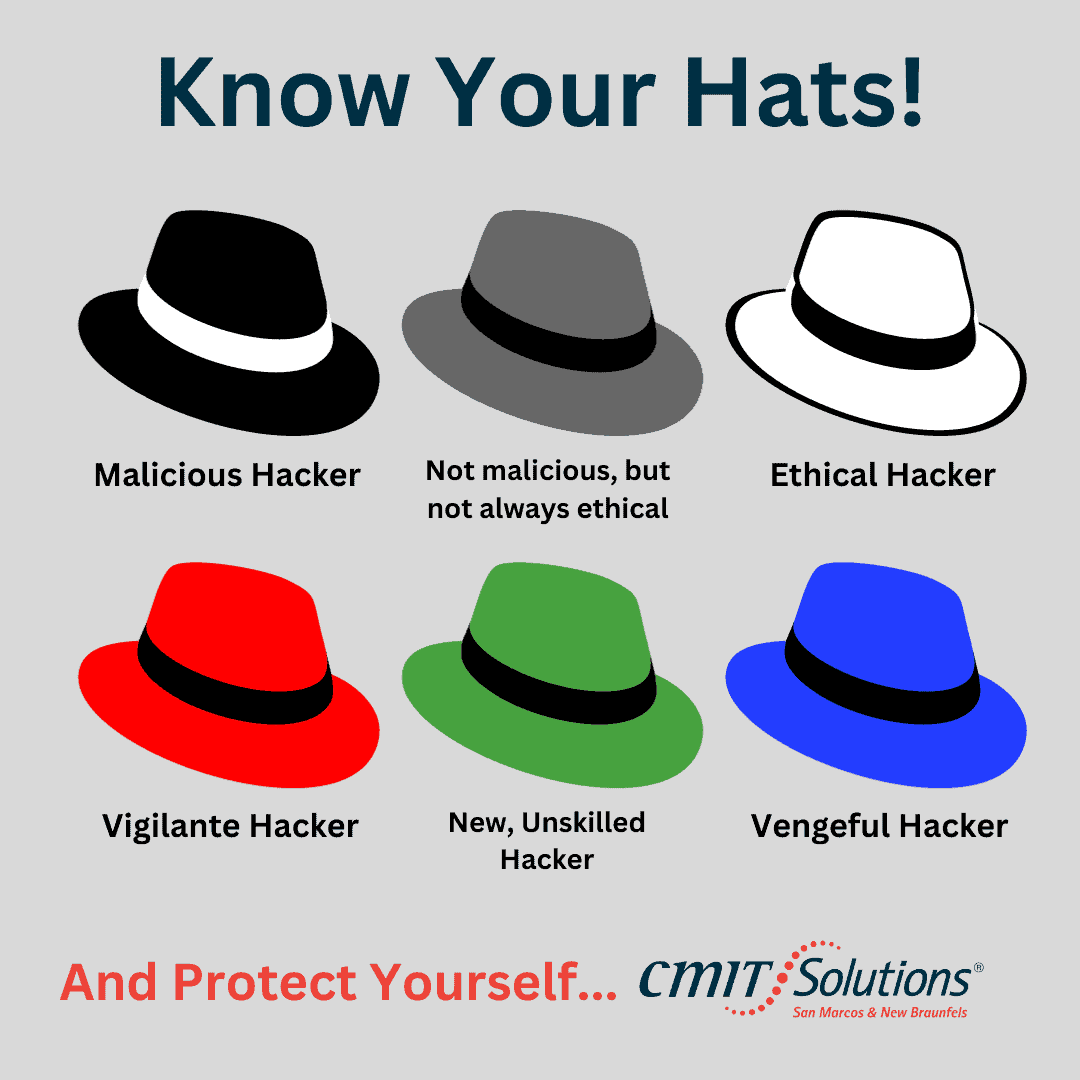 Know Your Hats!
Malicious Hacker
Not malicious, but
not always ethical
Ethical Hacker
Vigilante Hacker
New, Unskilled
Hacker
Vengeful Hacker
And Protect Yourself...
CMIT Solutions®
San Marcos & New Braunfels